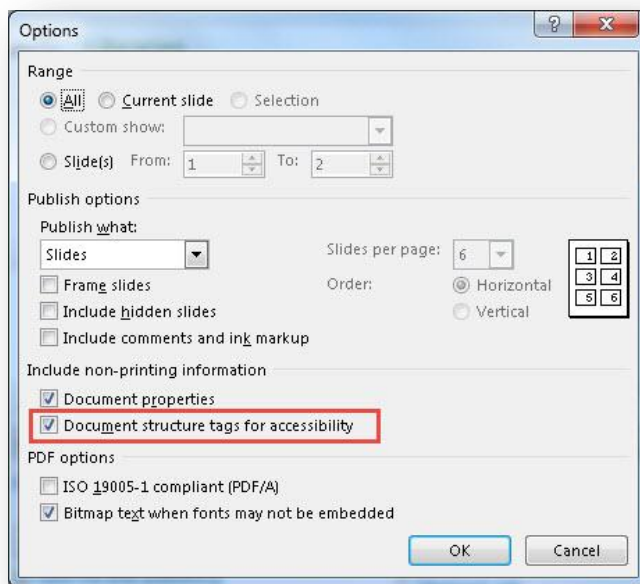 Options
Range
All Current slide Selection
Custom show:
Slide(s) From: 1 To: 2
Publish options
Publish what:
Slides Slides per page: 6
Frame slides Order: Horizontal
Include hidden slides Vertical
Include comments and ink markup
1 2
3 4
5 6
Include non-printing information
Document properties
Document structure tags for accessibility
PDF options
ISO 19005-1 compliant (PDF/A)
Bitmap text when fonts may not be embedded
OK Cancel